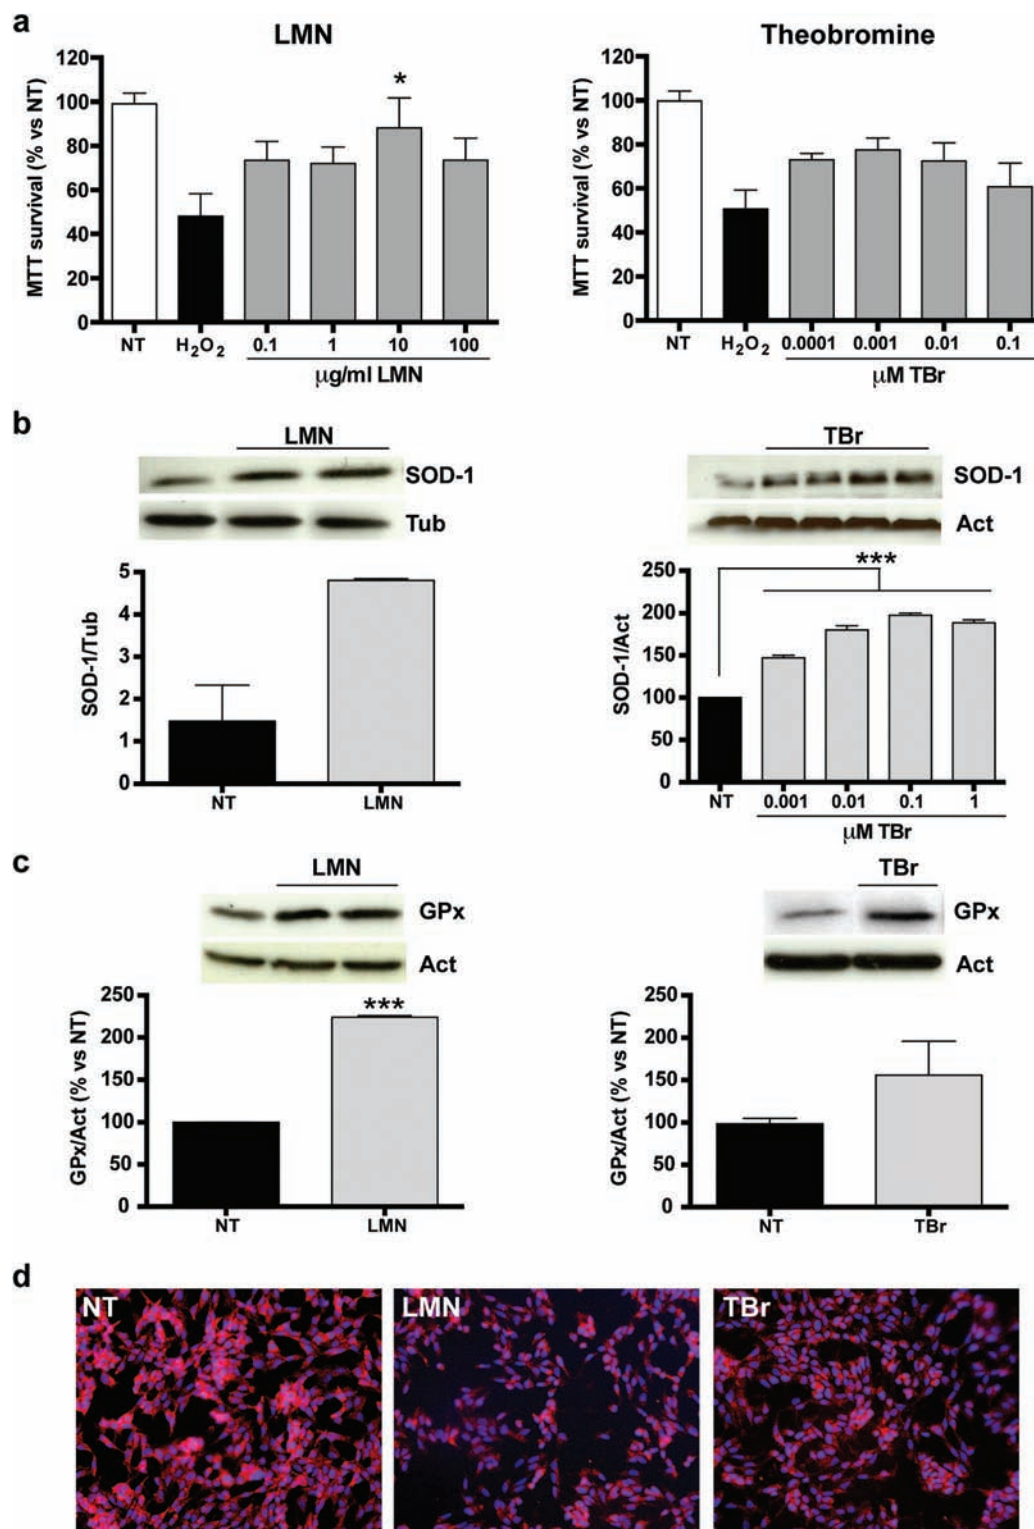 a
LMN
MTT survival (% vs NT)
120
100
80
60
40
20
0
NT
H₂O₂
0.1
1
10
100
*
μg/ml LMN
Theobromine
MTT survival (% vs NT)
120
100
80
60
40
20
0
NT
H₂O₂
0.0001
0.001
0.01
0.1
μM TBr
b
LMN
SOD-1
Tub
SOD-1/Tub
5
4
3
2
1
0
NT
LMN
TBr
SOD-1
Act
***
SOD-1/Act
250
200
150
100
50
0
NT
0.001
0.01
0.1
1
μM TBr
c
LMN
GPx
Act
GPx/Act (% vs NT)
250
200
150
100
50
0
***
NT
LMN
TBr
GPx
Act
GPx/Act (% vs NT)
250
200
150
100
50
0
NT
TBr
d
NT
LMN
TBr